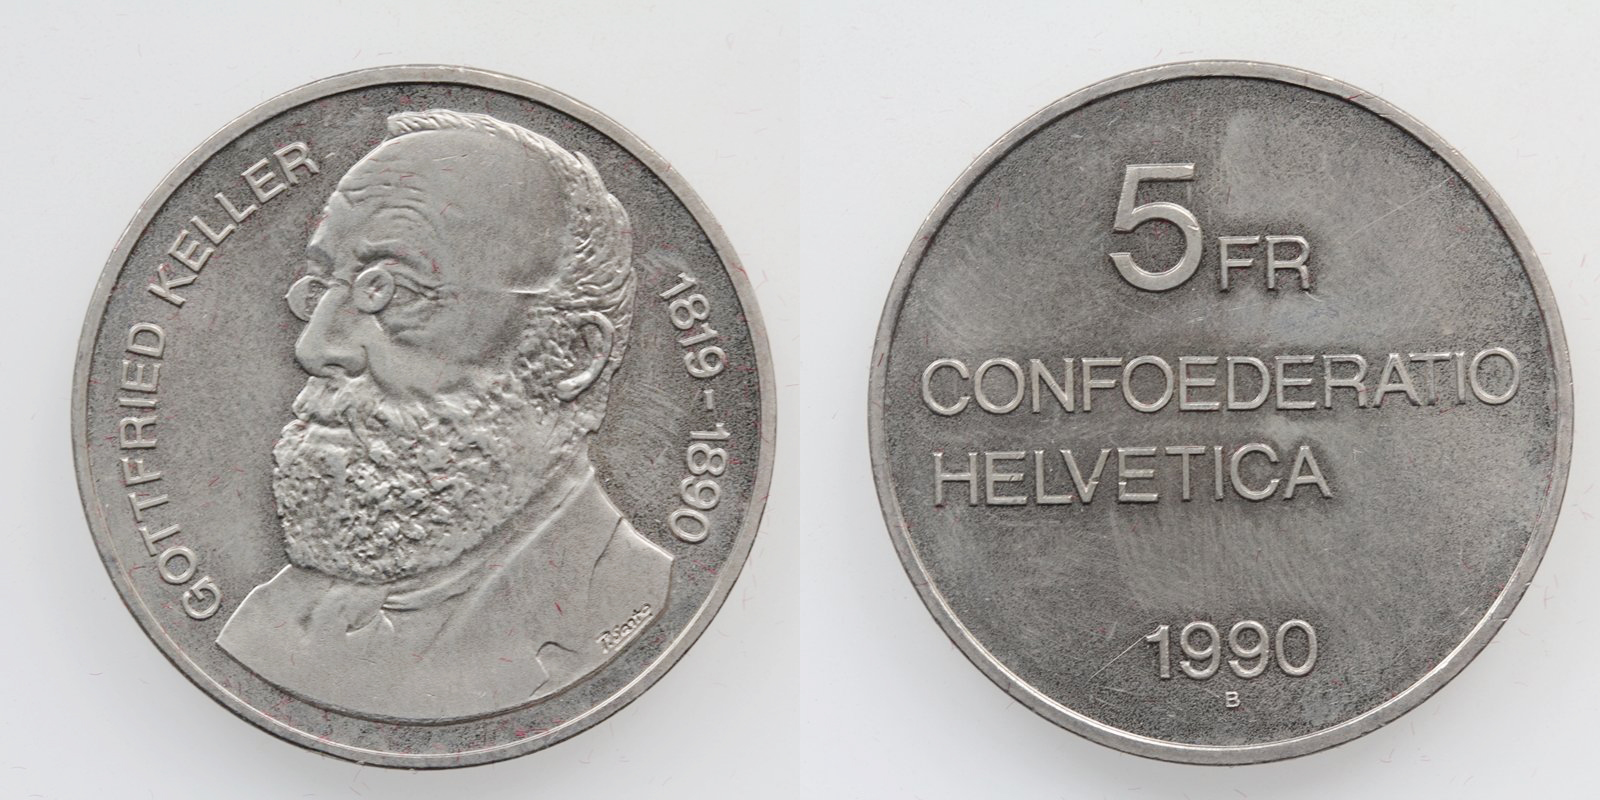 GOTTFRIED KELLER
1819-1890
5 FR
CONFOEDERATIO
HELVETICA
1990
B